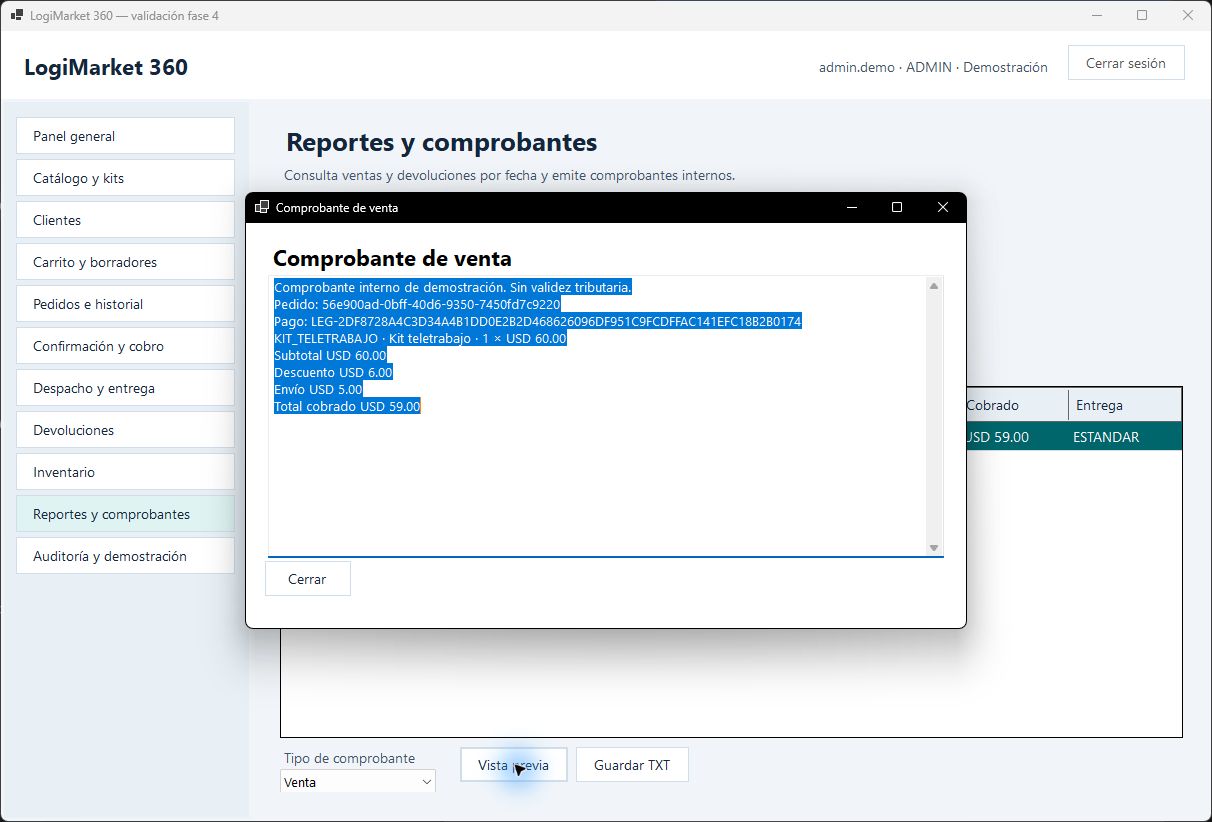 LogiMarket 360 — validación fase 4
LogiMarket 360
admin.demo · ADMIN · Demostración
Cerrar sesión
Panel general
Catálogo y kits
Clientes
Carrito y borradores
Pedidos e historial
Confirmación y cobro
Despacho y entrega
Devoluciones
Inventario
Reportes y comprobantes
Auditoría y demostración
Reportes y comprobantes
Consulta ventas y devoluciones por fecha y emite comprobantes internos.
Comprobante de venta
Comprobante de venta
Comprobante interno de demostración. Sin validez tributaria.
Pedido: 56e900ad-0bff-40d6-9350-7450fd7c9220
Pago: LEG-2DF8728A4C3D34A4B1DD0E2B2D468626096DF951C9FCDFFAC141EFC18B2B0174
KIT_TELETRABAJO · Kit teletrabajo · 1 × USD 60.00
Subtotal USD 60.00
Descuento USD 6.00
Envío USD 5.00
Total cobrado USD 59.00
Cerrar
Cobrado Entrega
USD 59.00 ESTANDAR
Tipo de comprobante
Venta
Vista previa
Guardar TXT